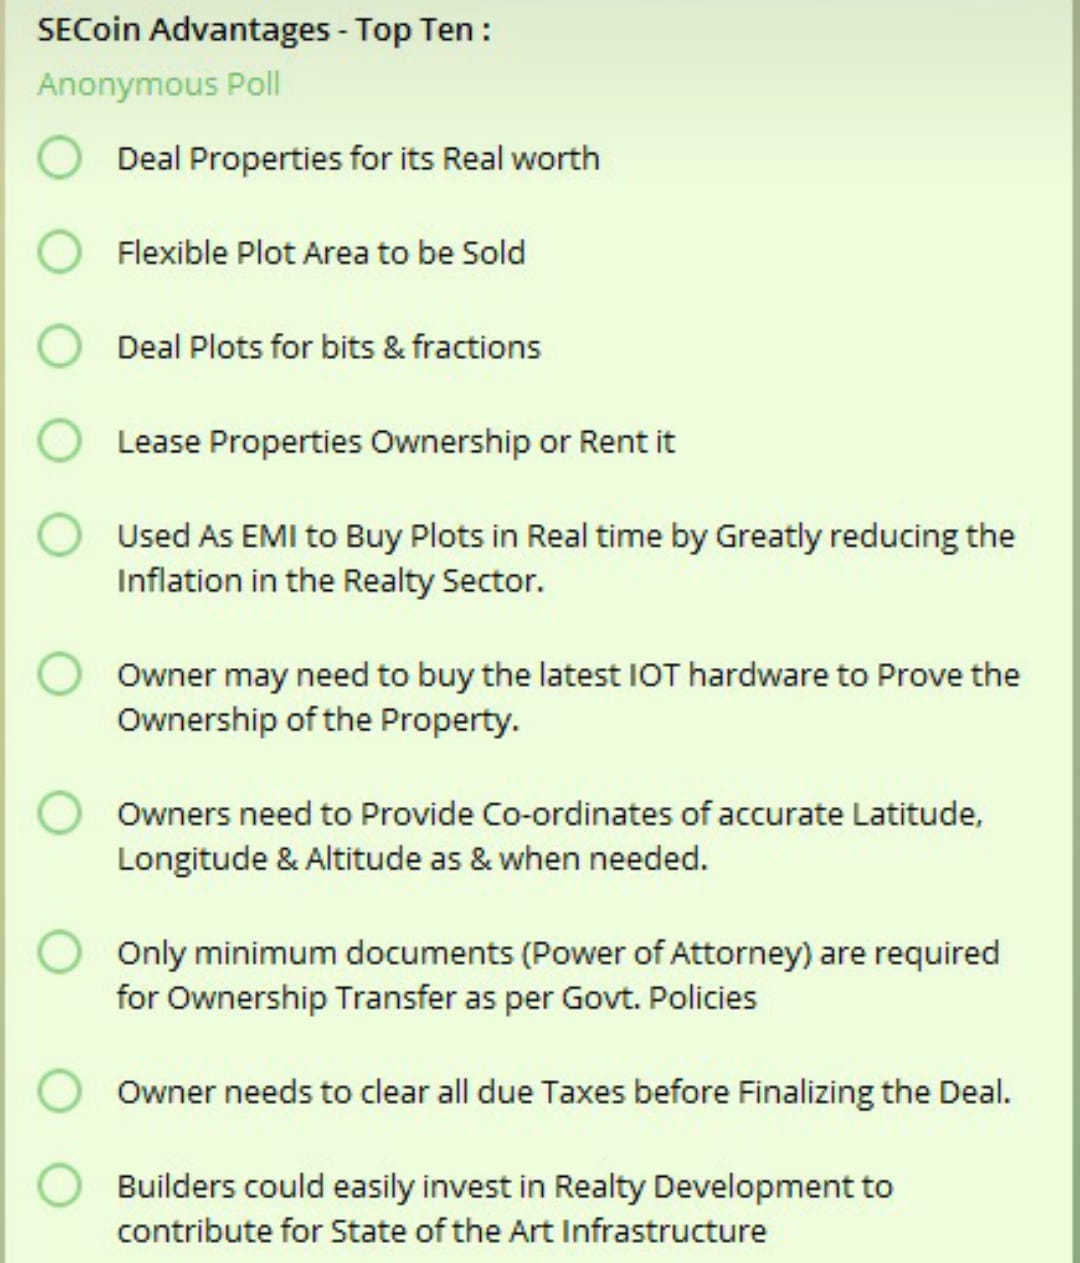 SECoin Advantages - Top Ten :
Anonymous Poll
Deal Properties for its Real worth
Flexible Plot Area to be Sold
Deal Plots for bits & fractions
Lease Properties Ownership or Rent it
Used As EMI to Buy Plots in Real time by Greatly reducing the
Inflation in the Realty Sector.
Owner may need to buy the latest IOT hardware to Prove the
Ownership of the Property.
Owners need to Provide Co-ordinates of accurate Latitude,
Longitude & Altitude as & when needed.
Only minimum documents (Power of Attorney) are required
for Ownership Transfer as per Govt. Policies
Owner needs to clear all due Taxes before Finalizing the Deal.
Builders could easily invest in Realty Development to
contribute for State of the Art Infrastructure